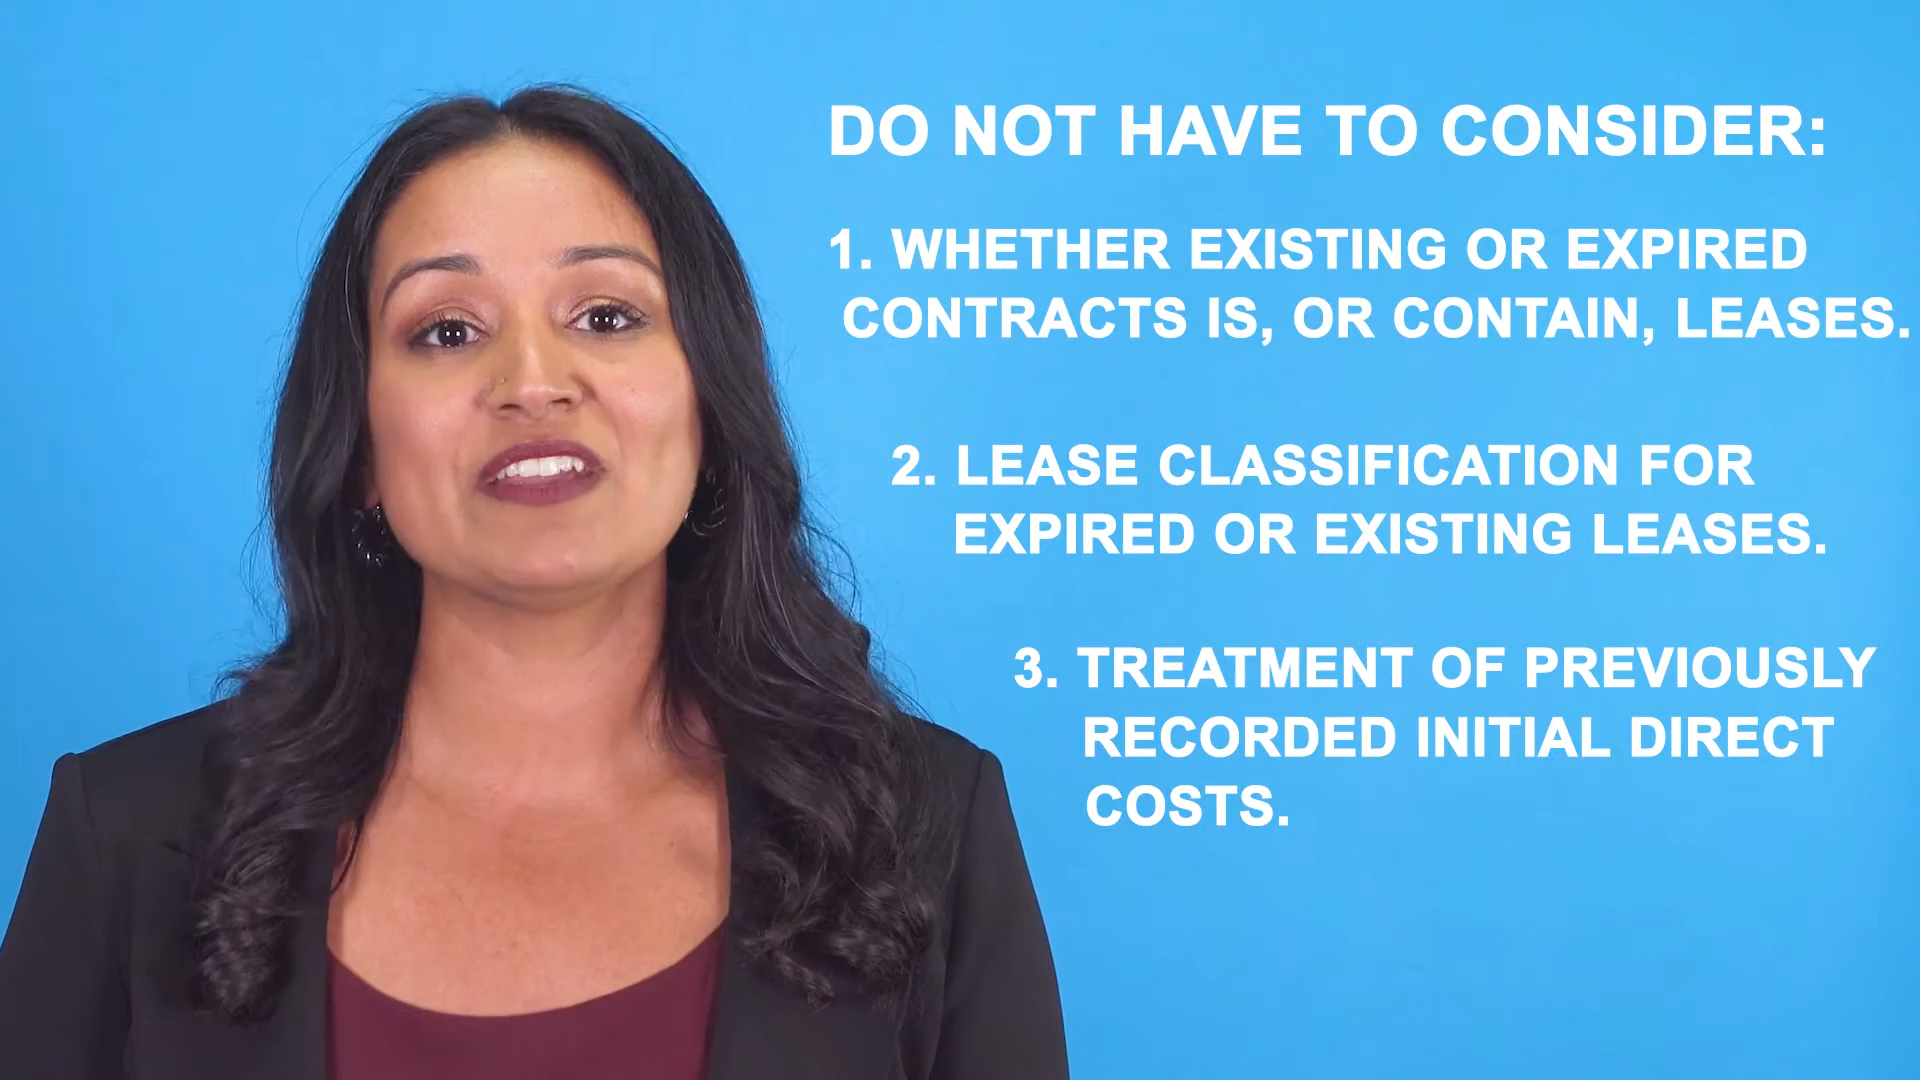 DO NOT HAVE TO CONSIDER:
1. WHETHER EXISTING OR EXPIRED
CONTRACTS IS, OR CONTAIN, LEASES.
2. LEASE CLASSIFICATION FOR
EXPIRED OR EXISTING LEASES.
3. TREATMENT OF PREVIOUSLY
RECORDED INITIAL DIRECT
COSTS.